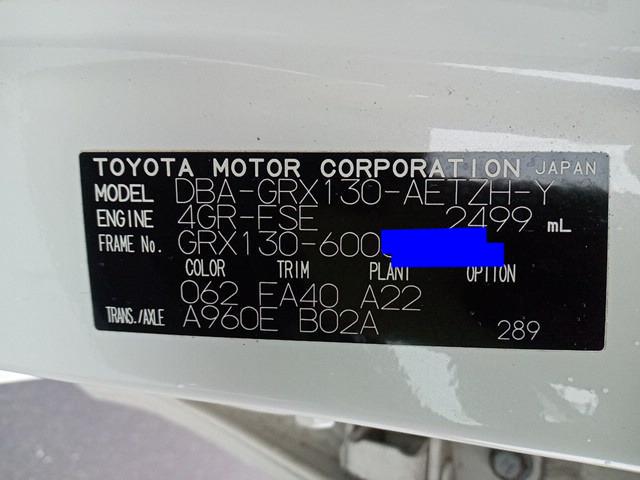 TOYOTA MOTOR CORPORATION JAPAN
MODEL DBA-GRX130-AETZH-Y
ENGINE 4GR-FSE 2499 mL
FRAME No. GRX130-600
COLOR TRIM PLANT OPTION
062 FA40 A22
TRANS./AXLE A960E B02A 289